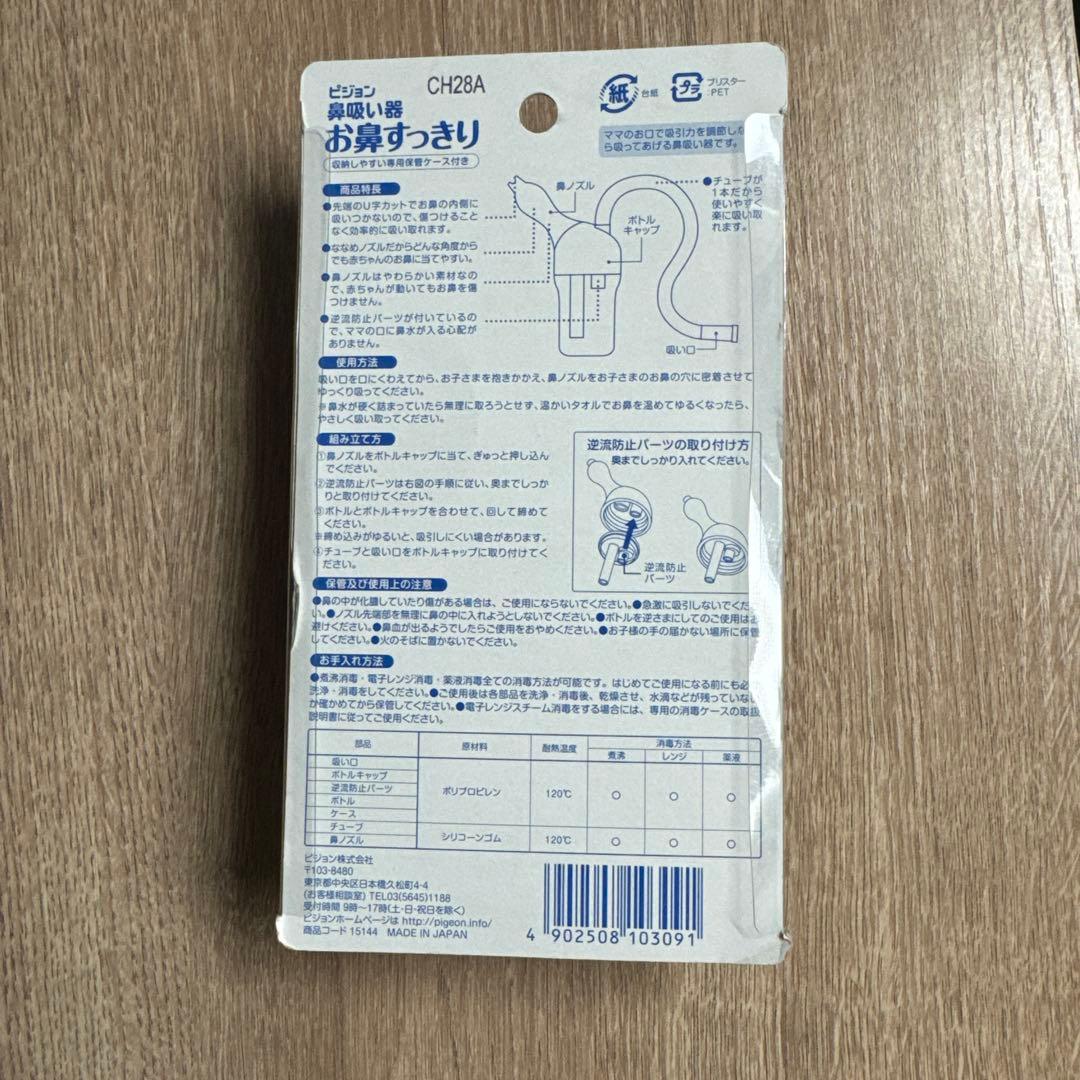 ピジョン
CH28A
鼻吸い器
お鼻すっきり
収納しやすい専用保管ケース付き
紙
台紙
プラ
ブリスター
:PET
ママのお口で吸引力を調節しなが
ら吸ってあげる鼻吸い器です。
商品特長
●先端のU字カットでお鼻の内側に
吸いつかないので、傷つけること
なく効率的に吸い取れます。
●ななめノズルだからどんな角度から
でも赤ちゃんのお鼻に当てやすい。
●鼻ノズルはやわらかい素材なの
で、赤ちゃんが動いてもお鼻を傷
つけません。
●逆流防止パーツが付いているの
で、ママの口に鼻水が入る心配が
ありません。
鼻ノズル
ボトル
キャップ
●チューブが
1本だから
使いやすく
楽に吸い取
れます。
吸い口
使用方法
吸い口を口にくわえてから、お子さまを抱きかかえ、鼻ノズルをお子さまのお鼻の穴に密着させて
ゆっくり吸ってください。
※鼻水が硬く詰まっていたら無理に取ろうとせず、温かいタオルでお鼻を温めてゆるくなったら、
やさしく吸い取ってください。
組み立て方
①鼻ノズルをボトルキャップに当て、ぎゅっと押し込ん
でください。
②逆流防止パーツは右図の手順に従い、奥までしっか
りと取り付けてください。
③ボトルとボトルキャップを合わせて、回して締めて
ください。
※締め込みがゆるいと、吸引しにくい場合があります。
④チューブと吸い口をボトルキャップに取り付けてく
ださい。
逆流防止パーツの取り付け方
奥までしっかり入れてください。
逆流防止
パーツ
保管及び使用上の注意
●鼻の中が化膿していたり傷がある場合は、ご使用にならないでください。●急激に吸引しないでくださ
い。●ノズル先端部を無理に鼻の中に入れようとしないでください。●ボトルを逆さまにしてのご使用はお
避けください。●鼻血が出るようでしたらご使用をおやめください。●お子様の手の届かない場所に保管
してください。●火のそばに置かないでください。
お手入れ方法
●煮沸消毒・電子レンジ消毒・薬液消毒全ての消毒方法が可能です。はじめてご使用になる前にも必
洗浄・消毒をしてください。●ご使用後は各部品を洗浄・消毒後、乾燥させ、水滴などが残っていない
か確かめてから保管してください。●電子レンジスチーム消毒をする場合には、専用の消毒ケースの取扱
説明書に従ってご使用ください。
部品 原材料 耐熱温度 消毒方法
煮沸 レンジ 薬液
吸い口
ボトルキャップ
逆流防止パーツ
ボトル
ケース
ポリプロピレン 120℃ ○ ○ ○
チューブ
鼻ノズル
シリコーンゴム 120℃ ○ ○ ○
ピジョン株式会社
〒103-8480
東京都中央区日本橋久松町4-4
(お客様相談室) TEL03(5645)1188
受付時間 9時〜17時(土・日・祝日を除く)
ピジョンホームページは http://pigeon.info/
商品コード 15144 MADE IN JAPAN
4 902508 103091